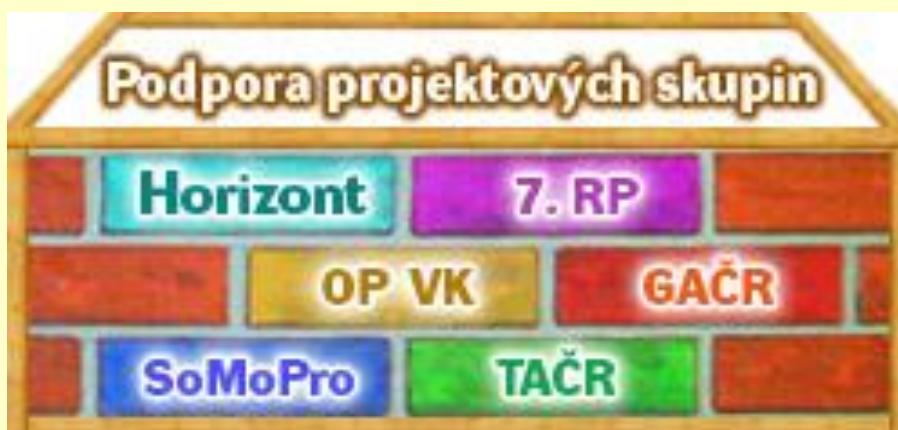 Podpora projektových skupin
Horizont 7. RP
OP VK GAČR
SoMoPro TAČR